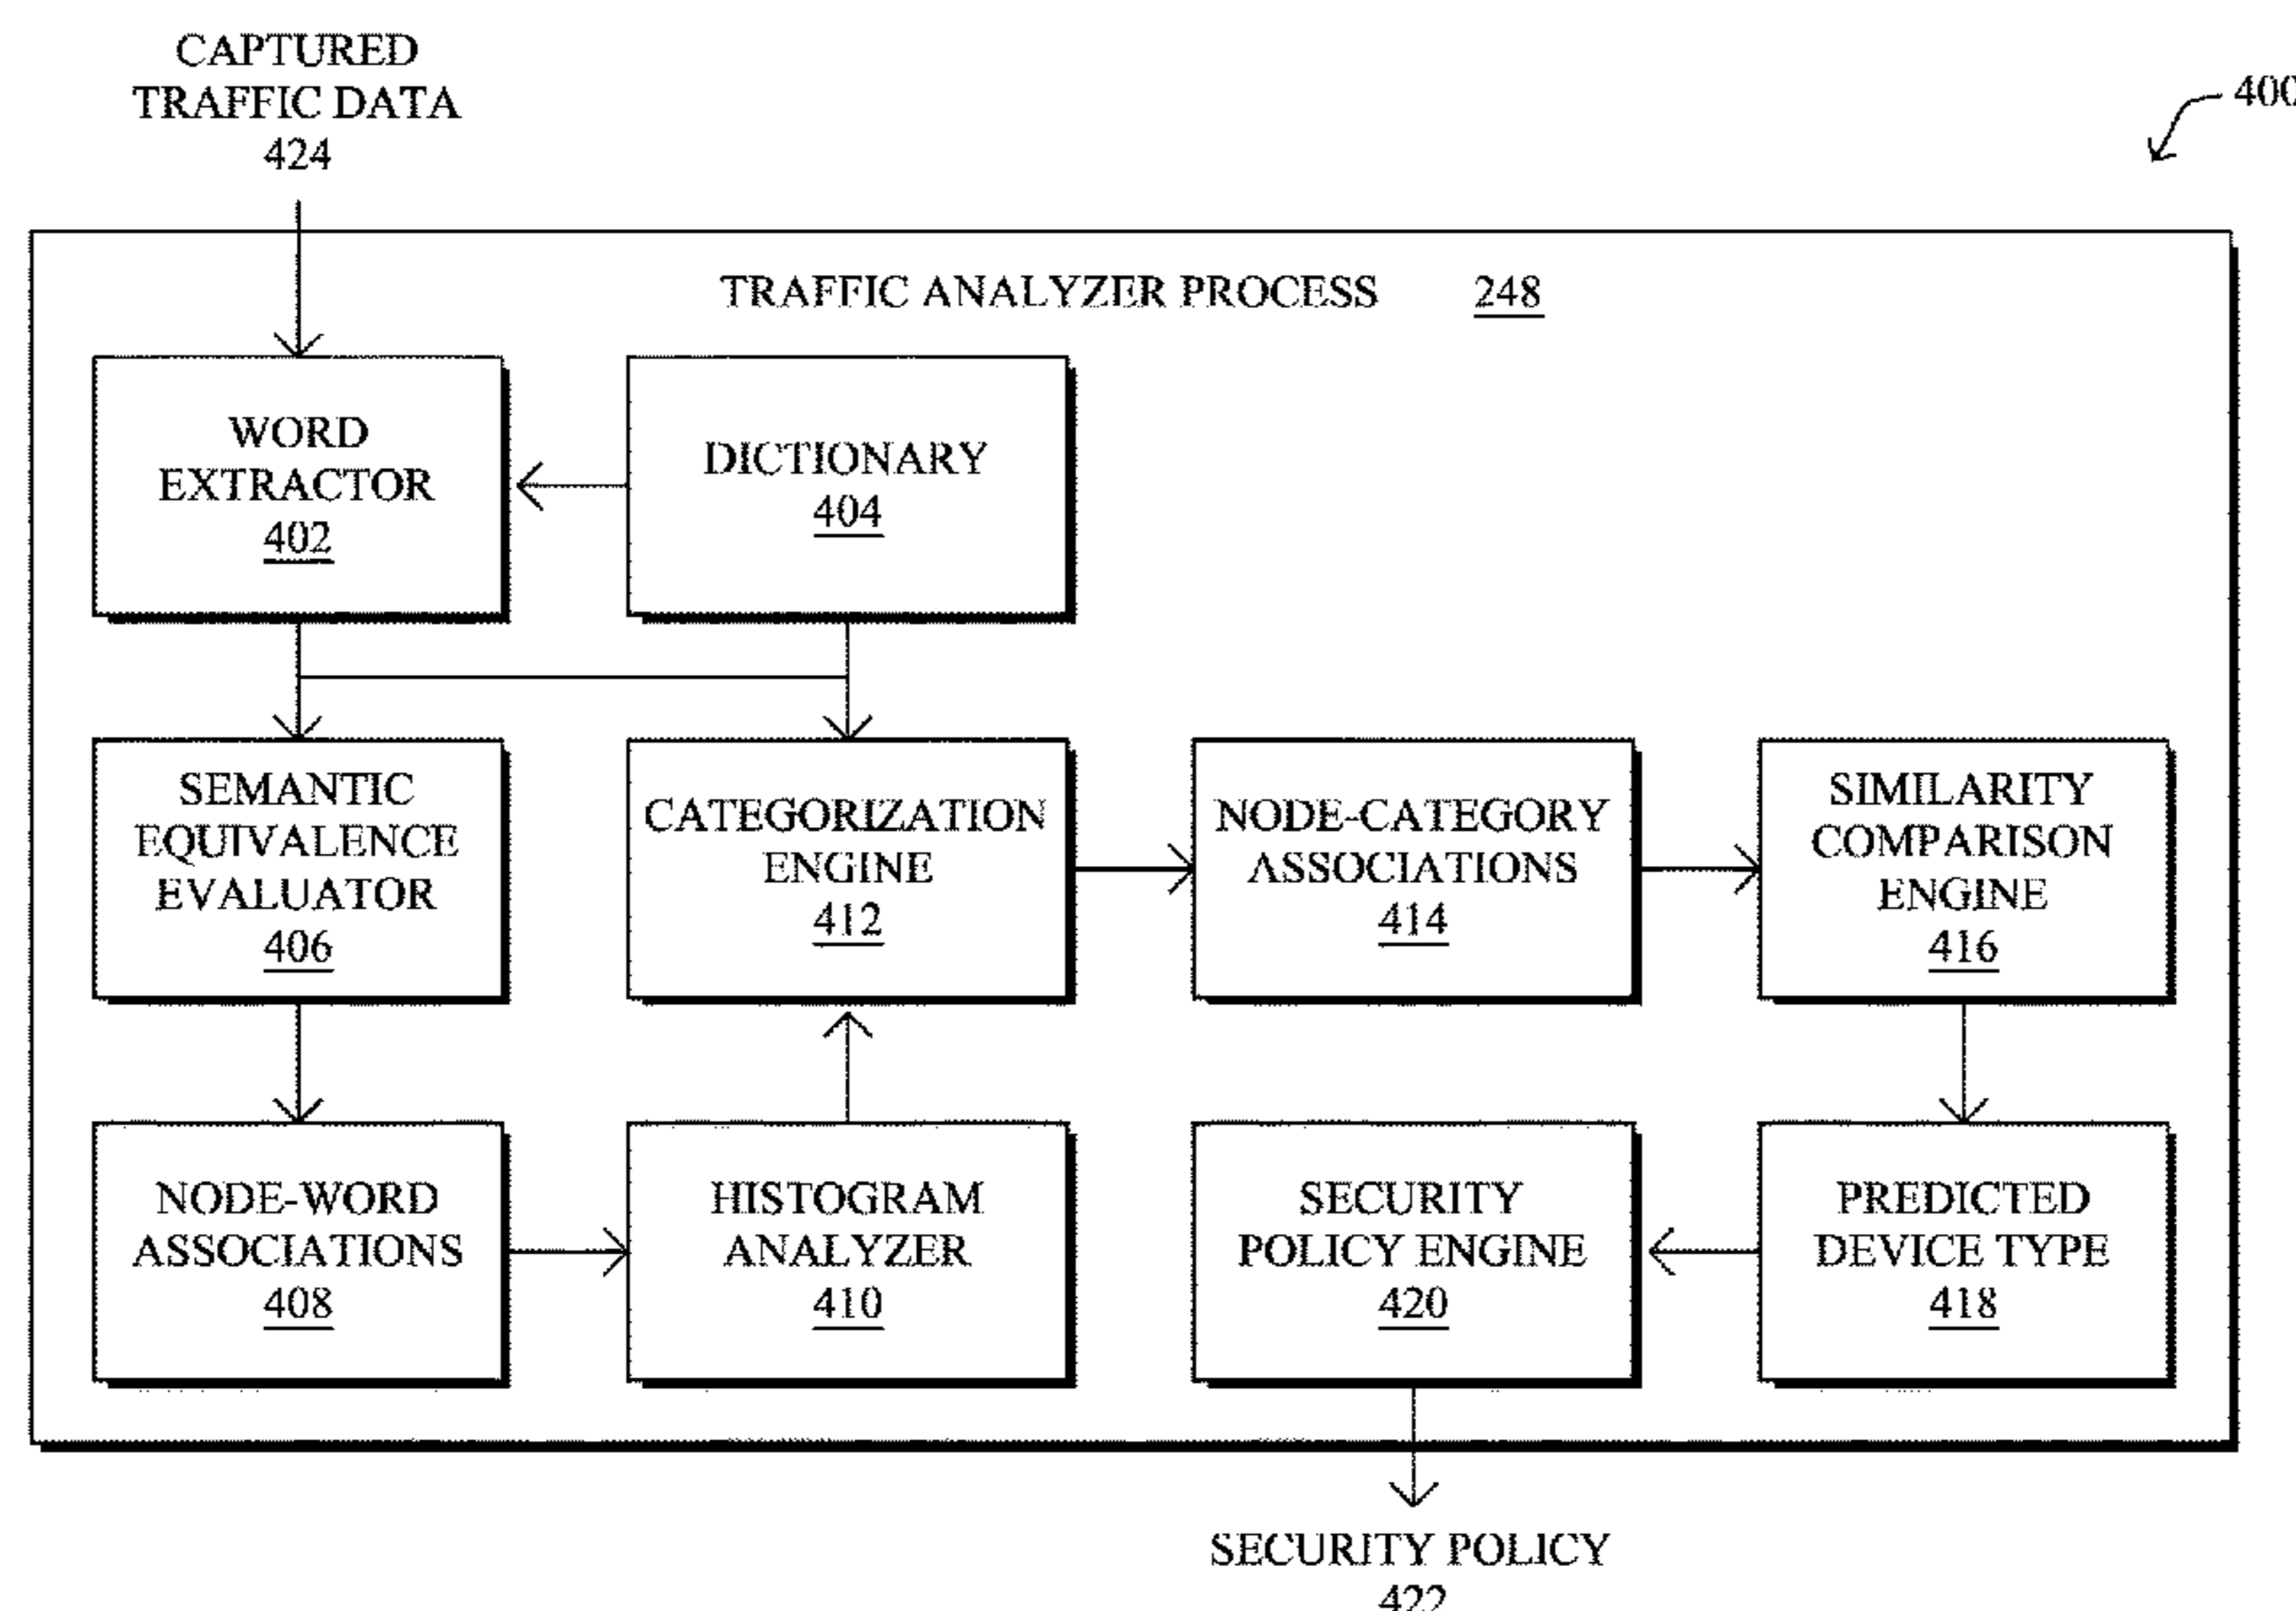 CAPTURED
TRAFFIC DATA
424
400
TRAFFIC ANALYZER PROCESS 248
WORD
EXTRACTOR
402
DICTIONARY
404
SEMANTIC
EQUIVALENCE
EVALUATOR
406
CATEGORIZATION
ENGINE
412
NODE-CATEGORY
ASSOCIATIONS
414
SIMILARITY
COMPARISON
ENGINE
416
NODE-WORD
ASSOCIATIONS
408
HISTOGRAM
ANALYZER
410
SECURITY
POLICY ENGINE
420
PREDICTED
DEVICE TYPE
418
SECURITY POLICY
422